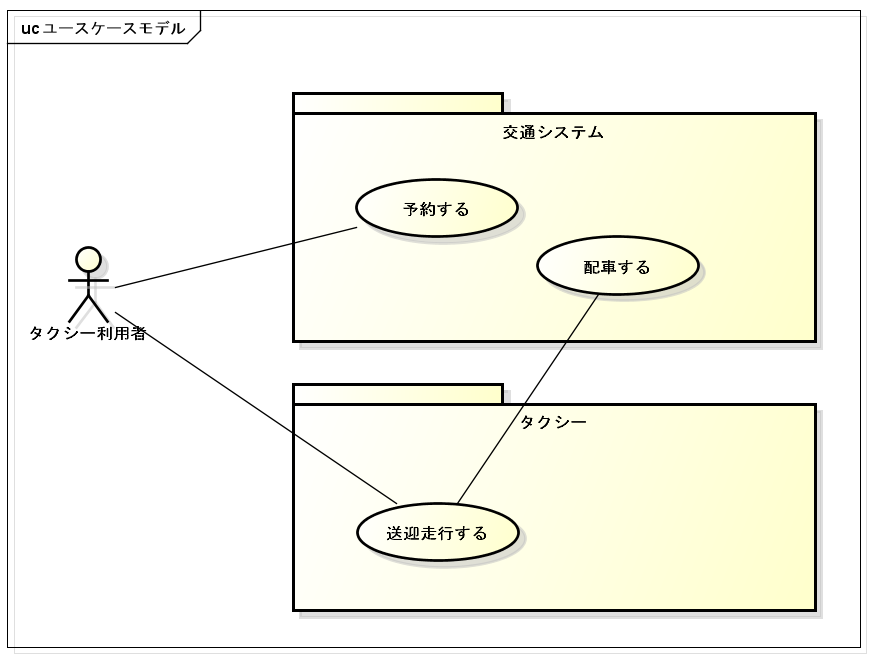 uc ユースケースモデル
交通システム
予約する
配車する
タクシー利用者
タクシー
送迎走行する